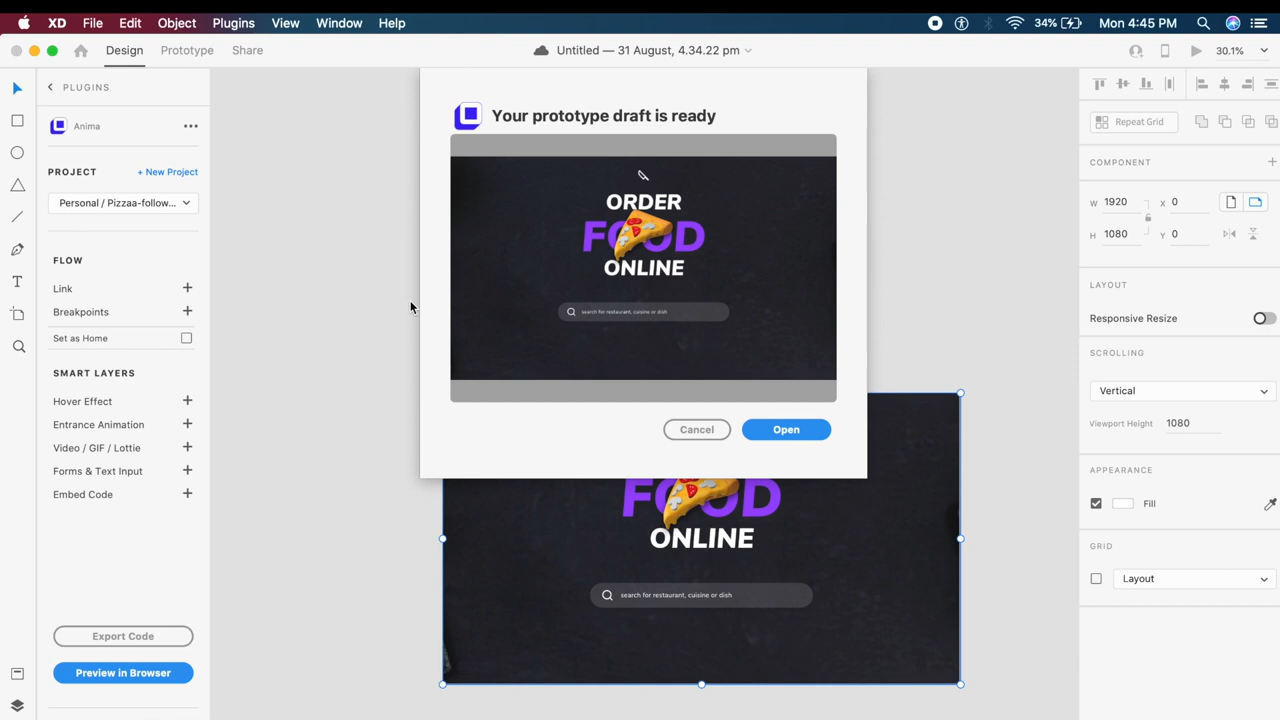 XD File Edit Object Plugins View Window Help
34% Mon 4:45 PM
Design Prototype Share
Untitled — 31 August, 4.34.22 pm
30.1%
PLUGINS
Anima
PROJECT + New Project
Personal / Pizzaa-follow...
FLOW
Link
Breakpoints
Set as Home
SMART LAYERS
Hover Effect
Entrance Animation
Video / GIF / Lottie
Forms & Text Input
Embed Code
Export Code
Preview in Browser
Your prototype draft is ready
ORDER
FOOD
ONLINE
search for restaurant, cuisine or dish
Cancel Open
FOOD
ONLINE
search for restaurant, cuisine or dish
Repeat Grid
COMPONENT
W 1920 X 0
H 1080 Y 0
LAYOUT
Responsive Resize
SCROLLING
Vertical
Viewport Height 1080
APPEARANCE
Fill
GRID
Layout